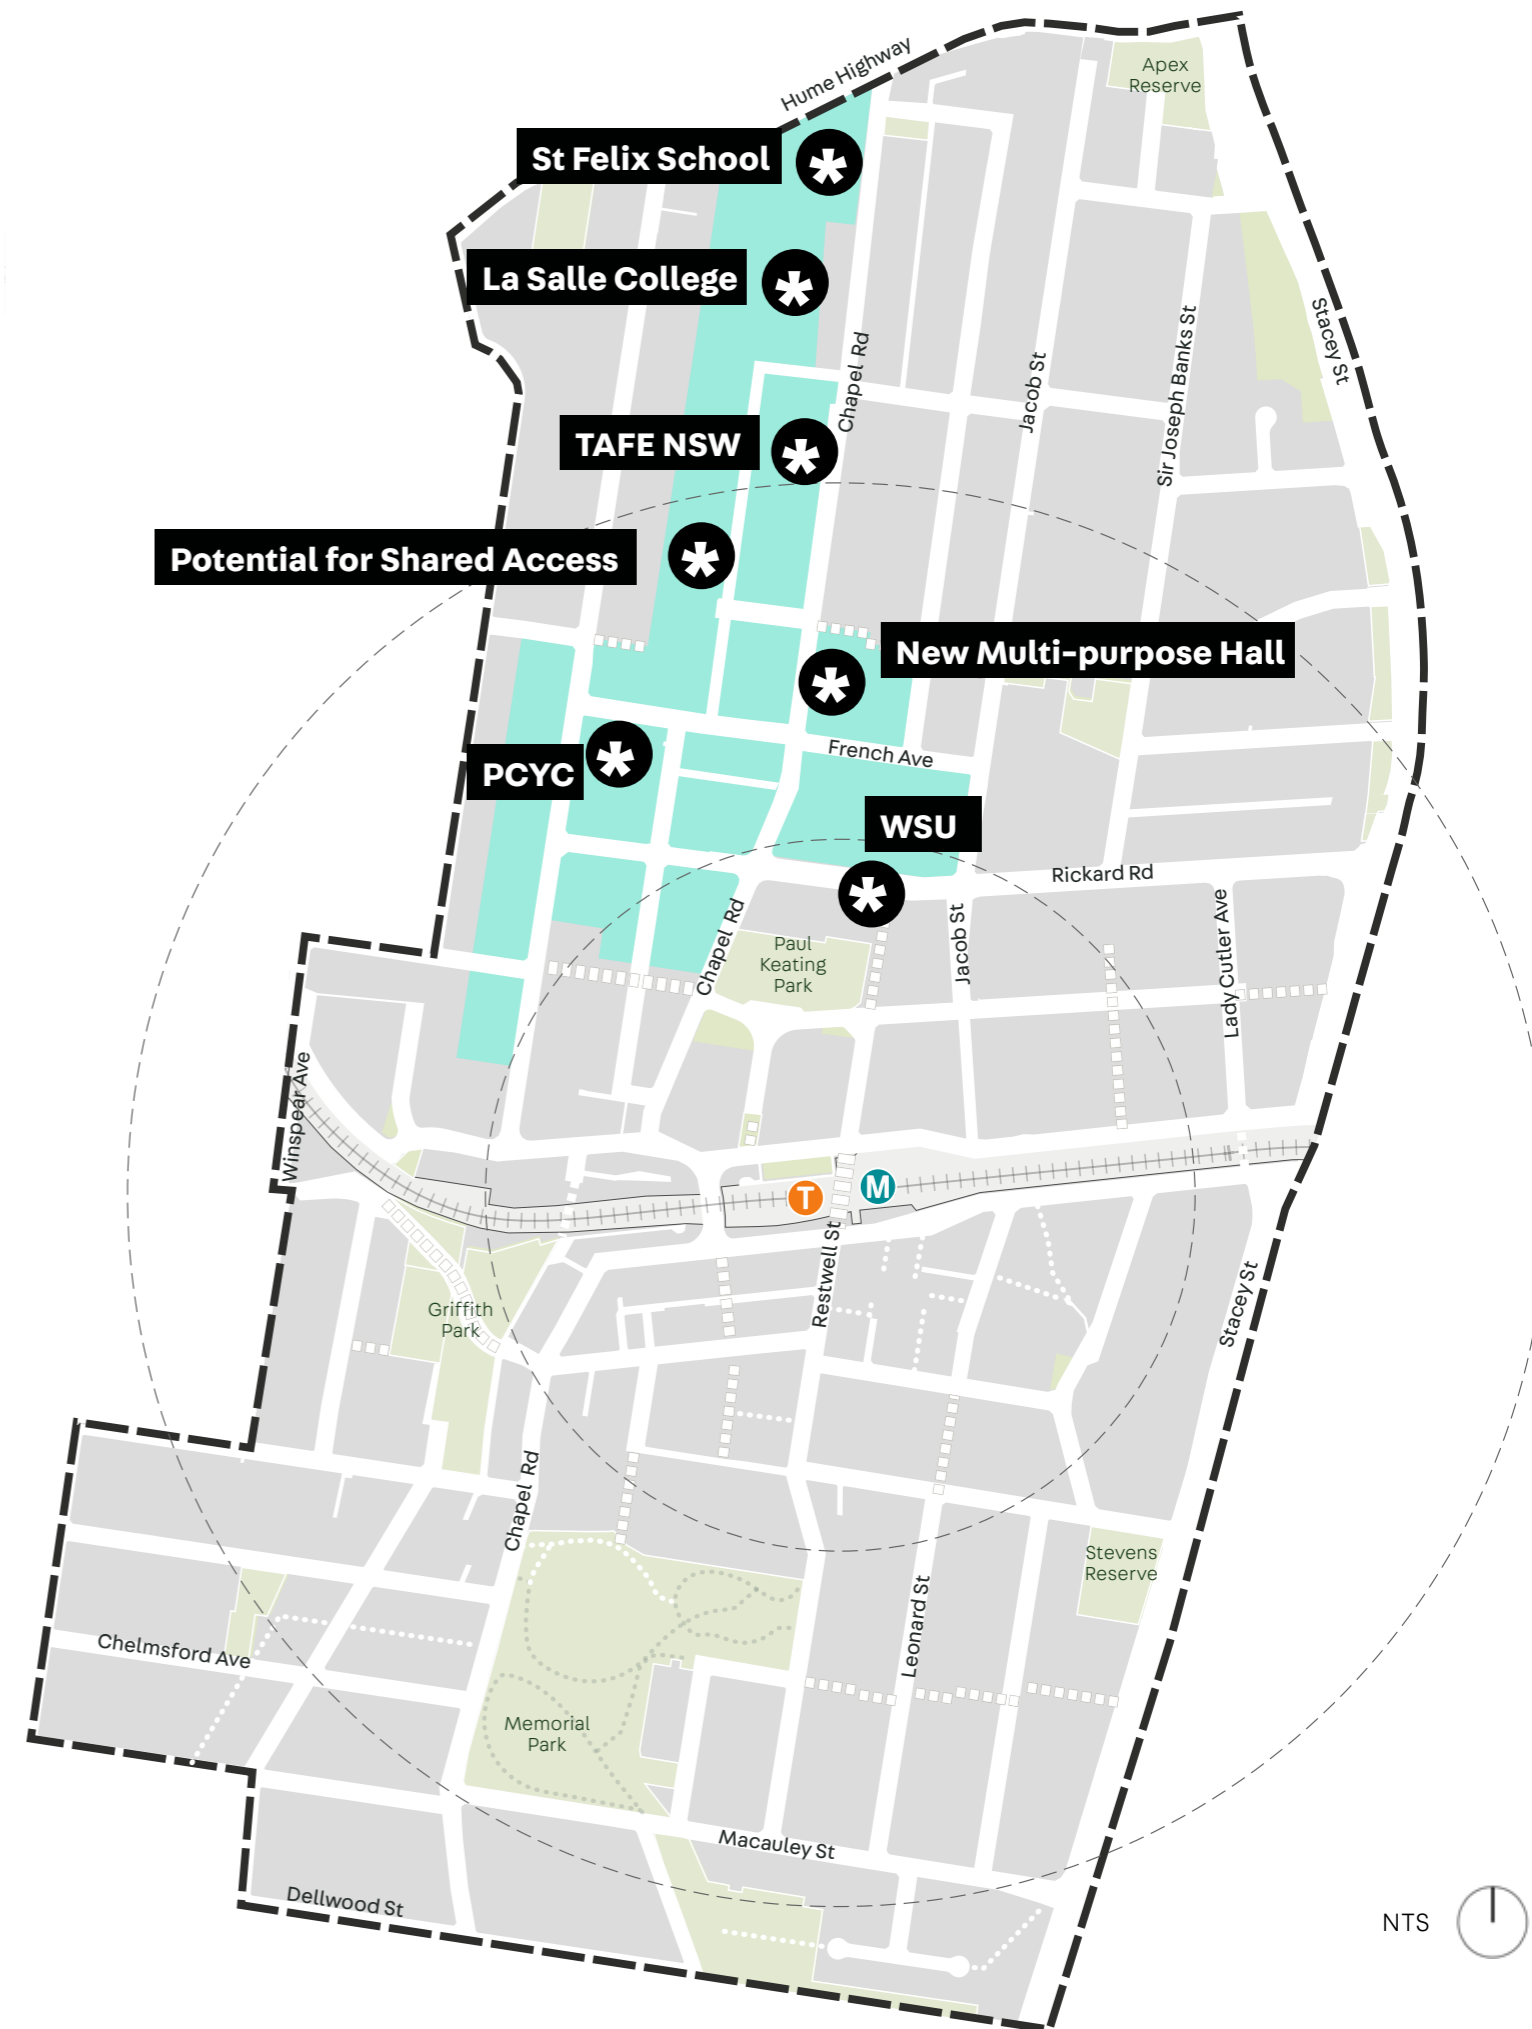 Hume Highway
Apex
Reserve
St Felix School
La Salle College
Stacey St
Chapel Rd
Jacob St
Sir Joseph Banks St
TAFE NSW
Potential for Shared Access
New Multi-purpose Hall
French Ave
PCYC
WSU
Rickard Rd
Chapel Rd
Paul
Keating
Park
Jacob St
Lady Cutler Ave
Winspear Ave
T
M
Restwell St
Griffith
Park
Stacey St
Chapel Rd
Stevens
Reserve
Leonard St
Chelmsford Ave
Memorial
Park
Macauley St
Dellwood St
NTS